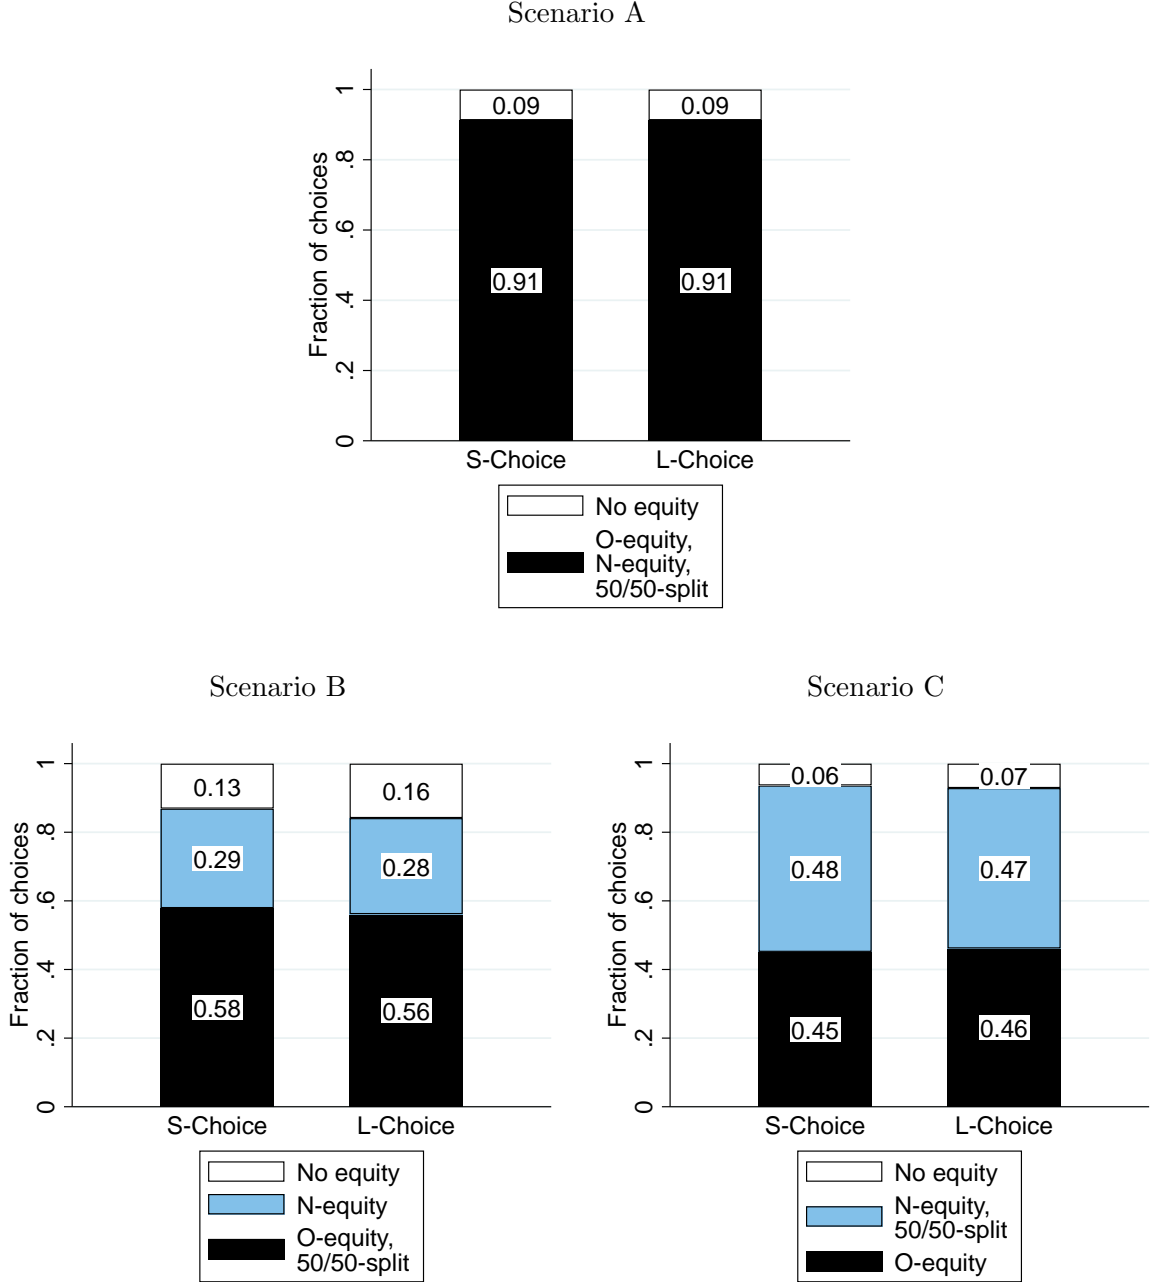 Scenario A
Fraction of choices
0 .2 .4 .6 .8 1
0.09 0.09
0.91 0.91
S-Choice L-Choice
No equity
O-equity,
N-equity,
50/50-split
Scenario B
Fraction of choices
0 .2 .4 .6 .8 1
0.13 0.16
0.29 0.28
0.58 0.56
S-Choice L-Choice
No equity
N-equity
O-equity,
50/50-split
Scenario C
Fraction of choices
0 .2 .4 .6 .8 1
0.06 0.07
0.48 0.47
0.45 0.46
S-Choice L-Choice
No equity
N-equity,
50/50-split
O-equity